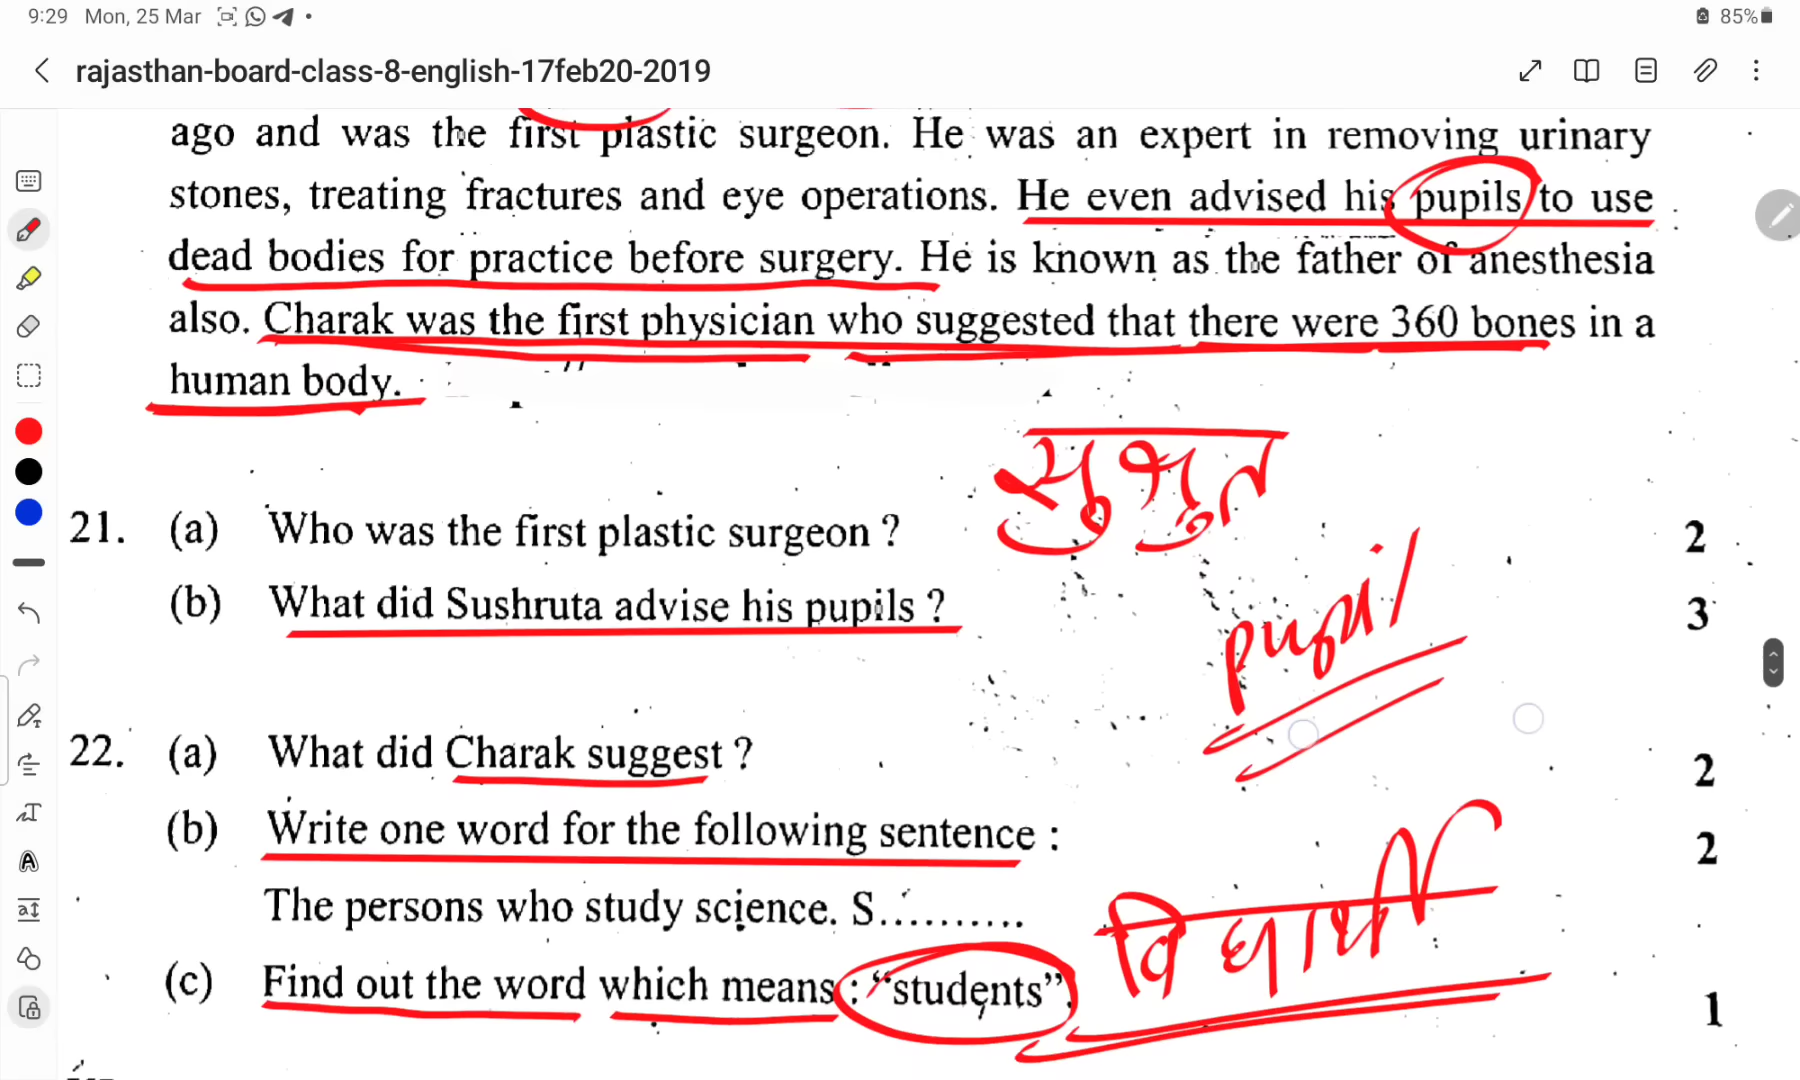 9:29 Mon, 25 Mar
85%
rajasthan-board-class-8-english-17feb20-2019
ago and was the first plastic surgeon. He was an expert in removing urinary
stones, treating fractures and eye operations. He even advised his pupils to use
dead bodies for practice before surgery. He is known as the father of anesthesia
also. Charak was the first physician who suggested that there were 360 bones in a
human body.
सुश्रुत
21. (a) Who was the first plastic surgeon ? 2
(b) What did Sushruta advise his pupils ? 3
pupil
22. (a) What did Charak suggest ? 2
(b) Write one word for the following sentence : 2
The persons who study science. S..........
विद्यार्थी
(c) Find out the word which means : “students”. 1